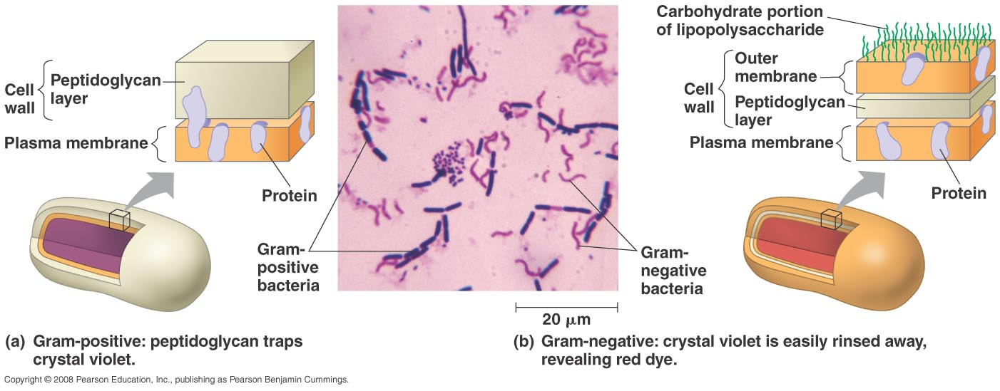 Cell
wall
Peptidoglycan
layer
Plasma membrane
Protein
Gram-
positive
bacteria
Carbohydrate portion
of lipopolysaccharide
Outer
membrane
Cell
wall
Peptidoglycan
layer
Plasma membrane
Protein
Gram-
negative
bacteria
20 μm
(a) Gram-positive: peptidoglycan traps
crystal violet.
(b) Gram-negative: crystal violet is easily rinsed away,
revealing red dye.
Copyright © 2008 Pearson Education, Inc., publishing as Pearson Benjamin Cummings.